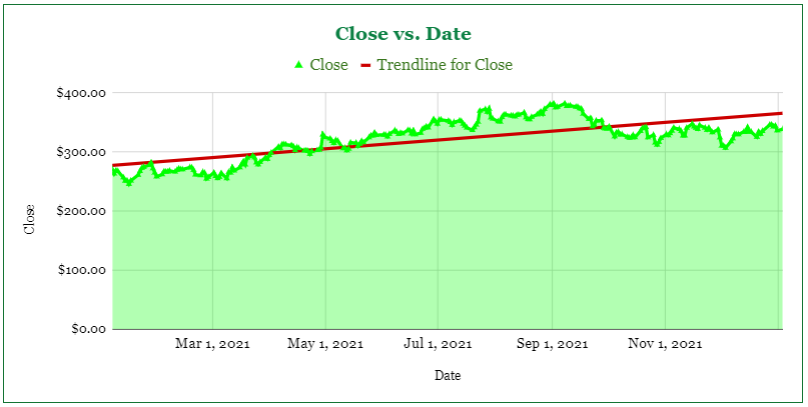 Close vs. Date
Close Trendline for Close
$400.00
$300.00
$200.00
$100.00
$0.00
Close
Mar 1, 2021 May 1, 2021 Jul 1, 2021 Sep 1, 2021 Nov 1, 2021
Date